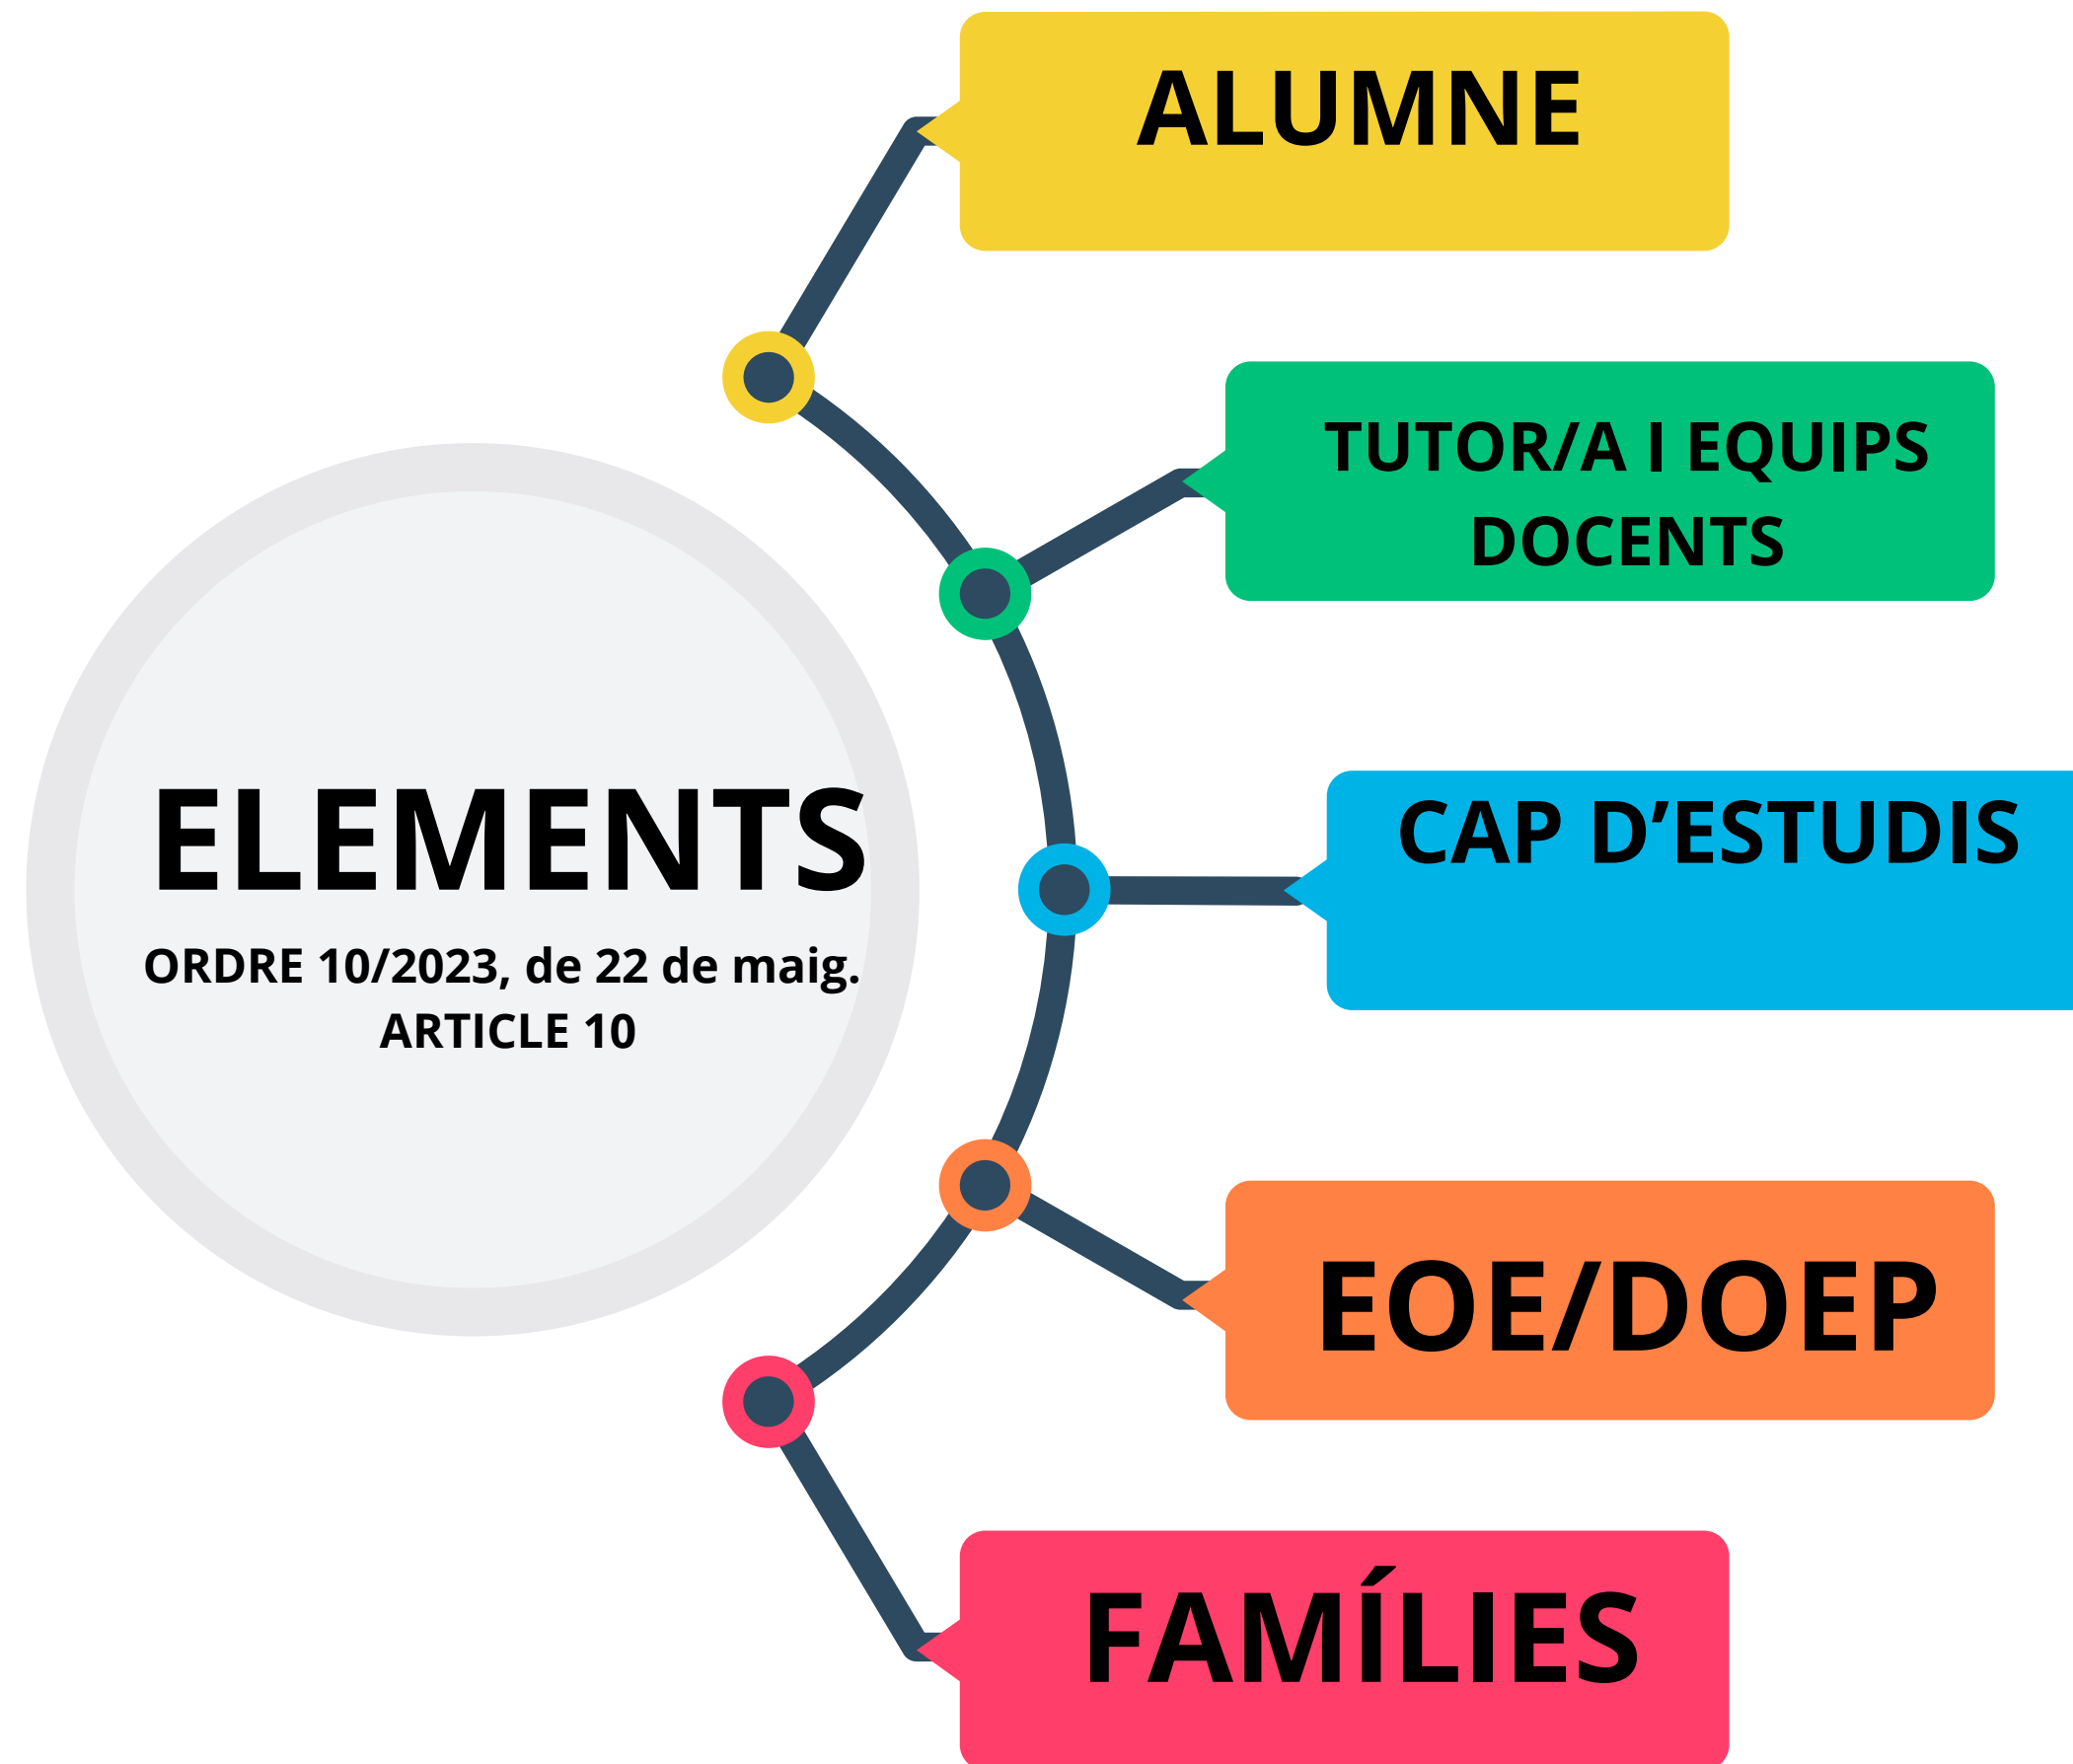 ALUMNE
TUTOR/A I EQUIPS
DOCENTS
CAP D'ESTUDIS
ELEMENTS
ORDRE 10/2023, de 22 de maig.
ARTICLE 10
EOE/DOEP
FAMÍLIES